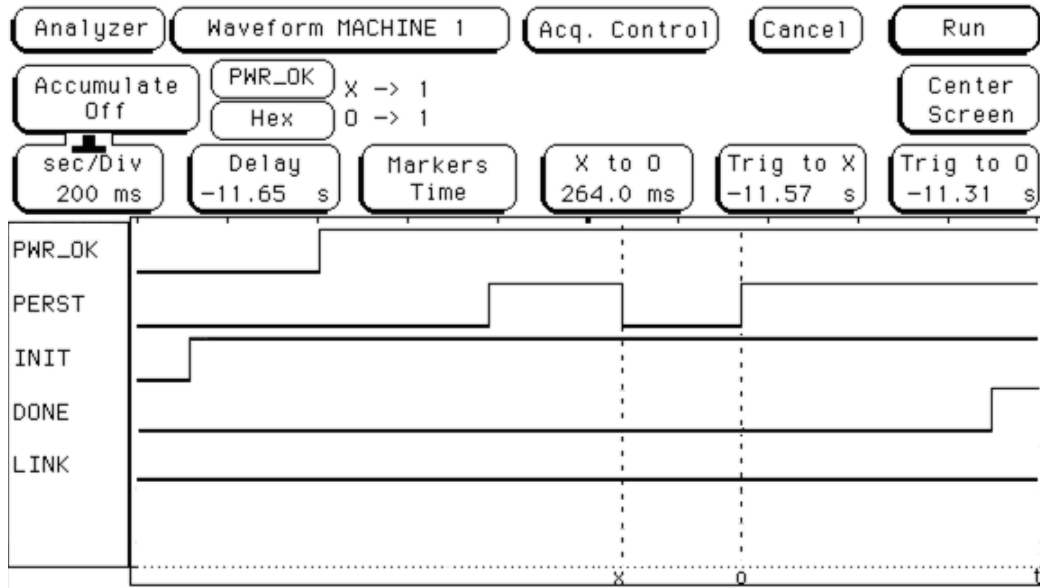 Analyzer Waveform MACHINE 1 Acq. Control Cancel Run
Accumulate Off
PWR_OK X -> 1
Hex O -> 1
Center Screen
sec/Div 200 ms
Delay -11.65 s
Markers Time
X to O 264.0 ms
Trig to X -11.57 s
Trig to O -11.31 s
PWR_OK
PERST
INIT
DONE
LINK
X O t